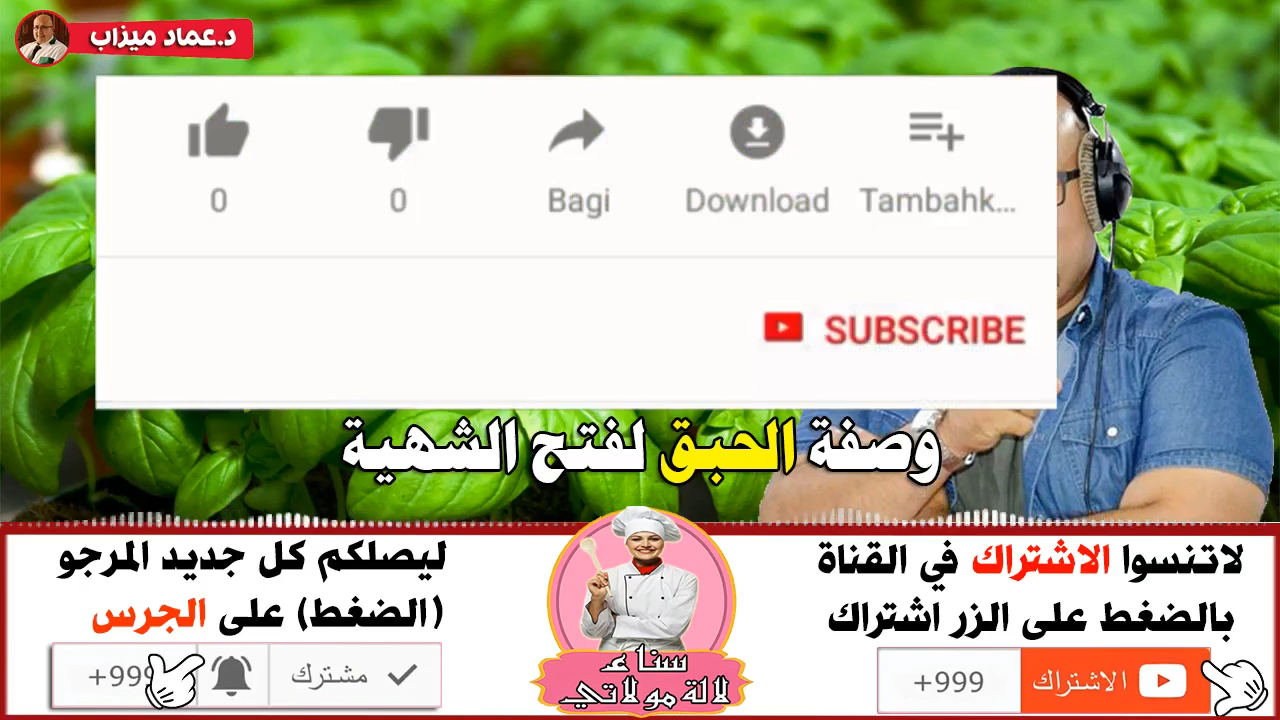 د.عماد ميزاب
0
0
Bagi
Download
Tambahk...
SUBSCRIBE
وصفة الحبق لفتح الشهية
لاتنسوا الاشتراك في القناة
بالضغط على الزر اشتراك
الاشتراك
+999
ليصلكم كل جديد المرجو
(الضغط) على الجرس
مشترك
+999
سناء
لالة مولاتي